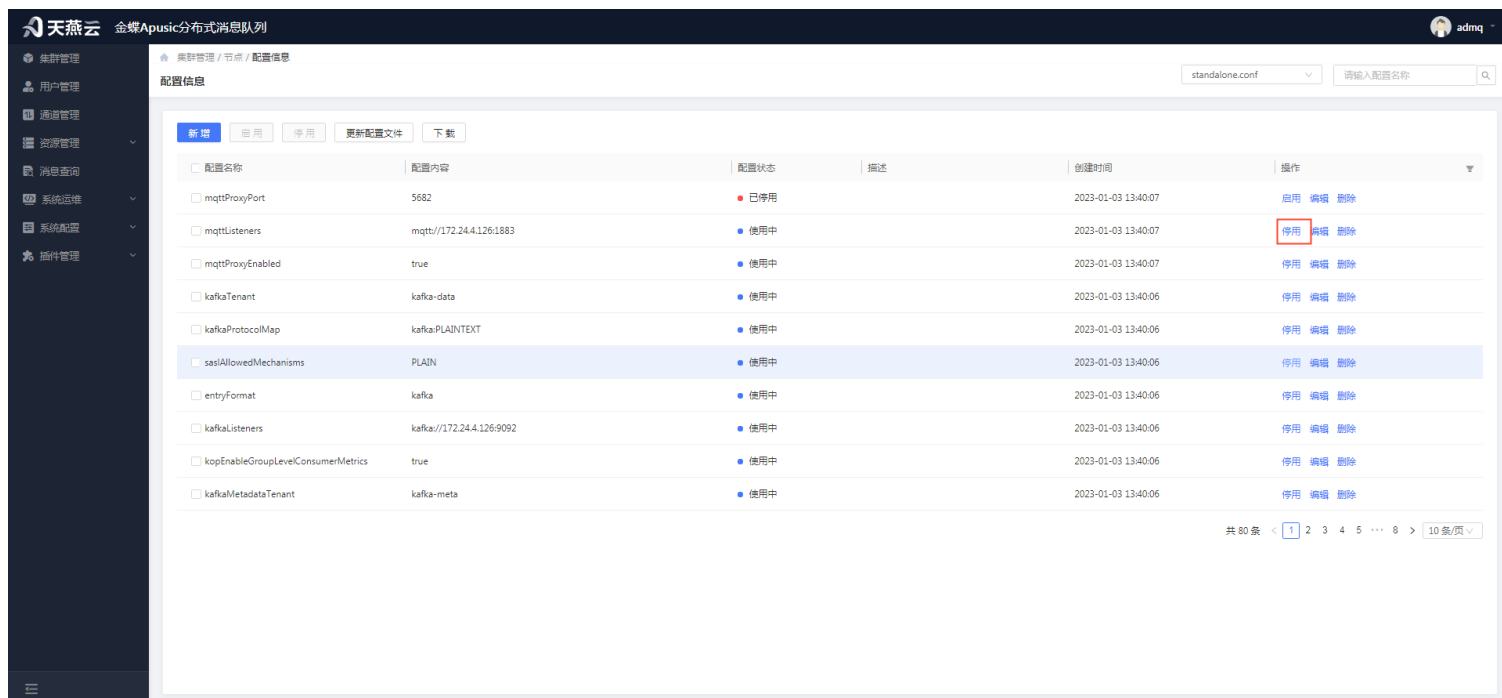 天燕云 金蝶Apusic分布式消息队列 admq
集群管理
用户管理
通道管理
资源管理
消息查询
系统运维
系统配置
插件管理
集群管理 / 节点 / 配置信息
配置信息 standalone.conf 请输入配置名称
新增 启用 停用 更新配置文件 下载
配置名称 配置内容 配置状态 描述 创建时间 操作
mqttProxyPort 5682 已停用 2023-01-03 13:40:07 启用 编辑 删除
mqttListeners mqtt://172.24.4.126:1883 使用中 2023-01-03 13:40:07 停用 编辑 删除
mqttProxyEnabled true 使用中 2023-01-03 13:40:07 停用 编辑 删除
kafkaTenant kafka-data 使用中 2023-01-03 13:40:06 停用 编辑 删除
kafkaProtocolMap kafka:PLAINTEXT 使用中 2023-01-03 13:40:06 停用 编辑 删除
saslAllowedMechanisms PLAIN 使用中 2023-01-03 13:40:06 停用 编辑 删除
entryFormat kafka 使用中 2023-01-03 13:40:06 停用 编辑 删除
kafkaListeners kafka://172.24.4.126:9092 使用中 2023-01-03 13:40:06 停用 编辑 删除
kopEnableGroupLevelConsumerMetrics true 使用中 2023-01-03 13:40:06 停用 编辑 删除
kafkaMetadataTenant kafka-meta 使用中 2023-01-03 13:40:06 停用 编辑 删除
共 80 条 < 1 2 3 4 5 ··· 8 > 10 条/页